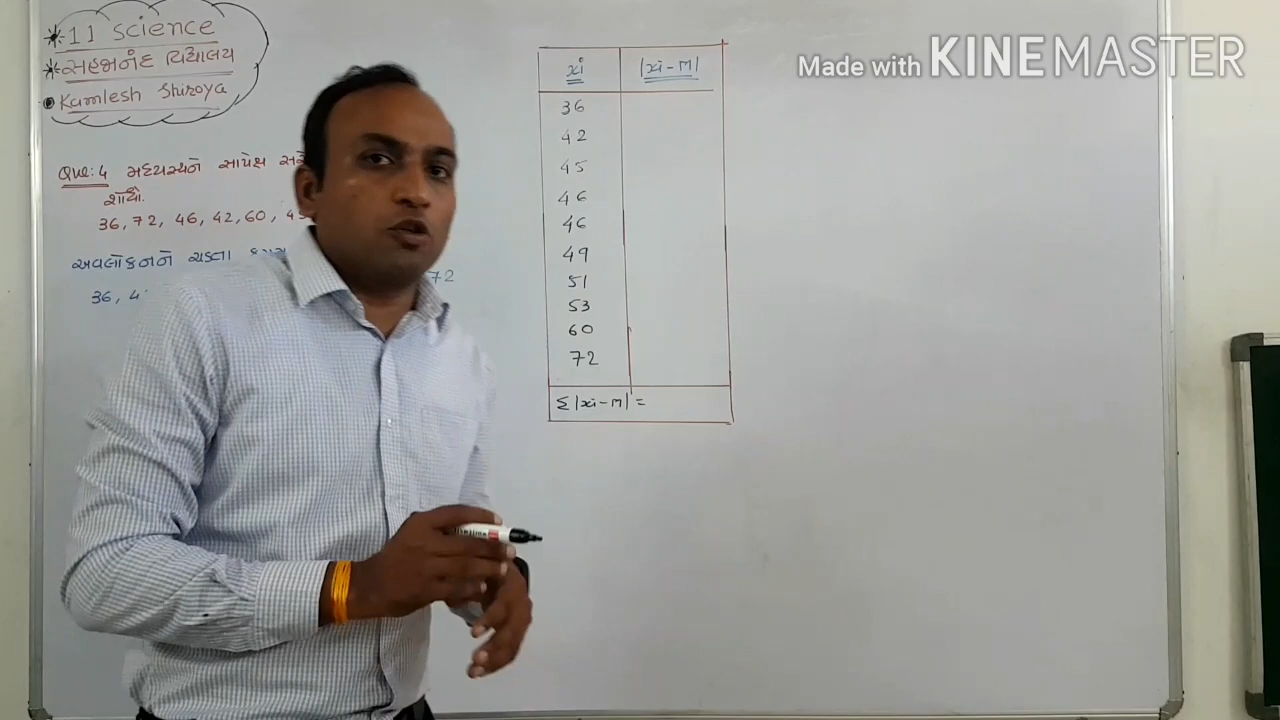 11 science
સહજાનંદ વિદ્યાલય
Kamlesh Shiroya
Made with KINEMASTER
Que: 4 મધ્યસ્થને સાપેક્ષ
શોધો.
36, 72, 46, 42, 60, 45
અવલોકનને ચડતા
72
36, 4
xi |xi - M|
36
42
45
46
46
49
51
53
60
72
Σ |xi - M| =